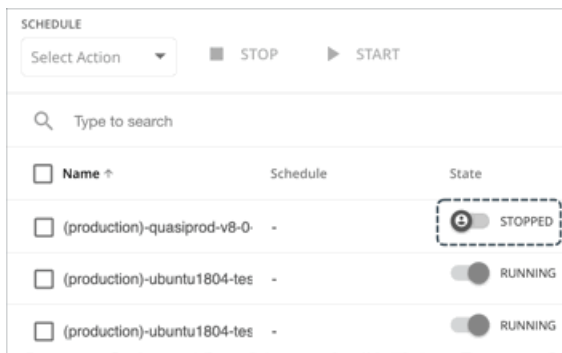 SCHEDULE
Select Action STOP START
Type to search
Name ↑ Schedule State
(production)-quasiprod-v8-0- - STOPPED
(production)-ubuntu1804-tes - RUNNING
(production)-ubuntu1804-tes - RUNNING